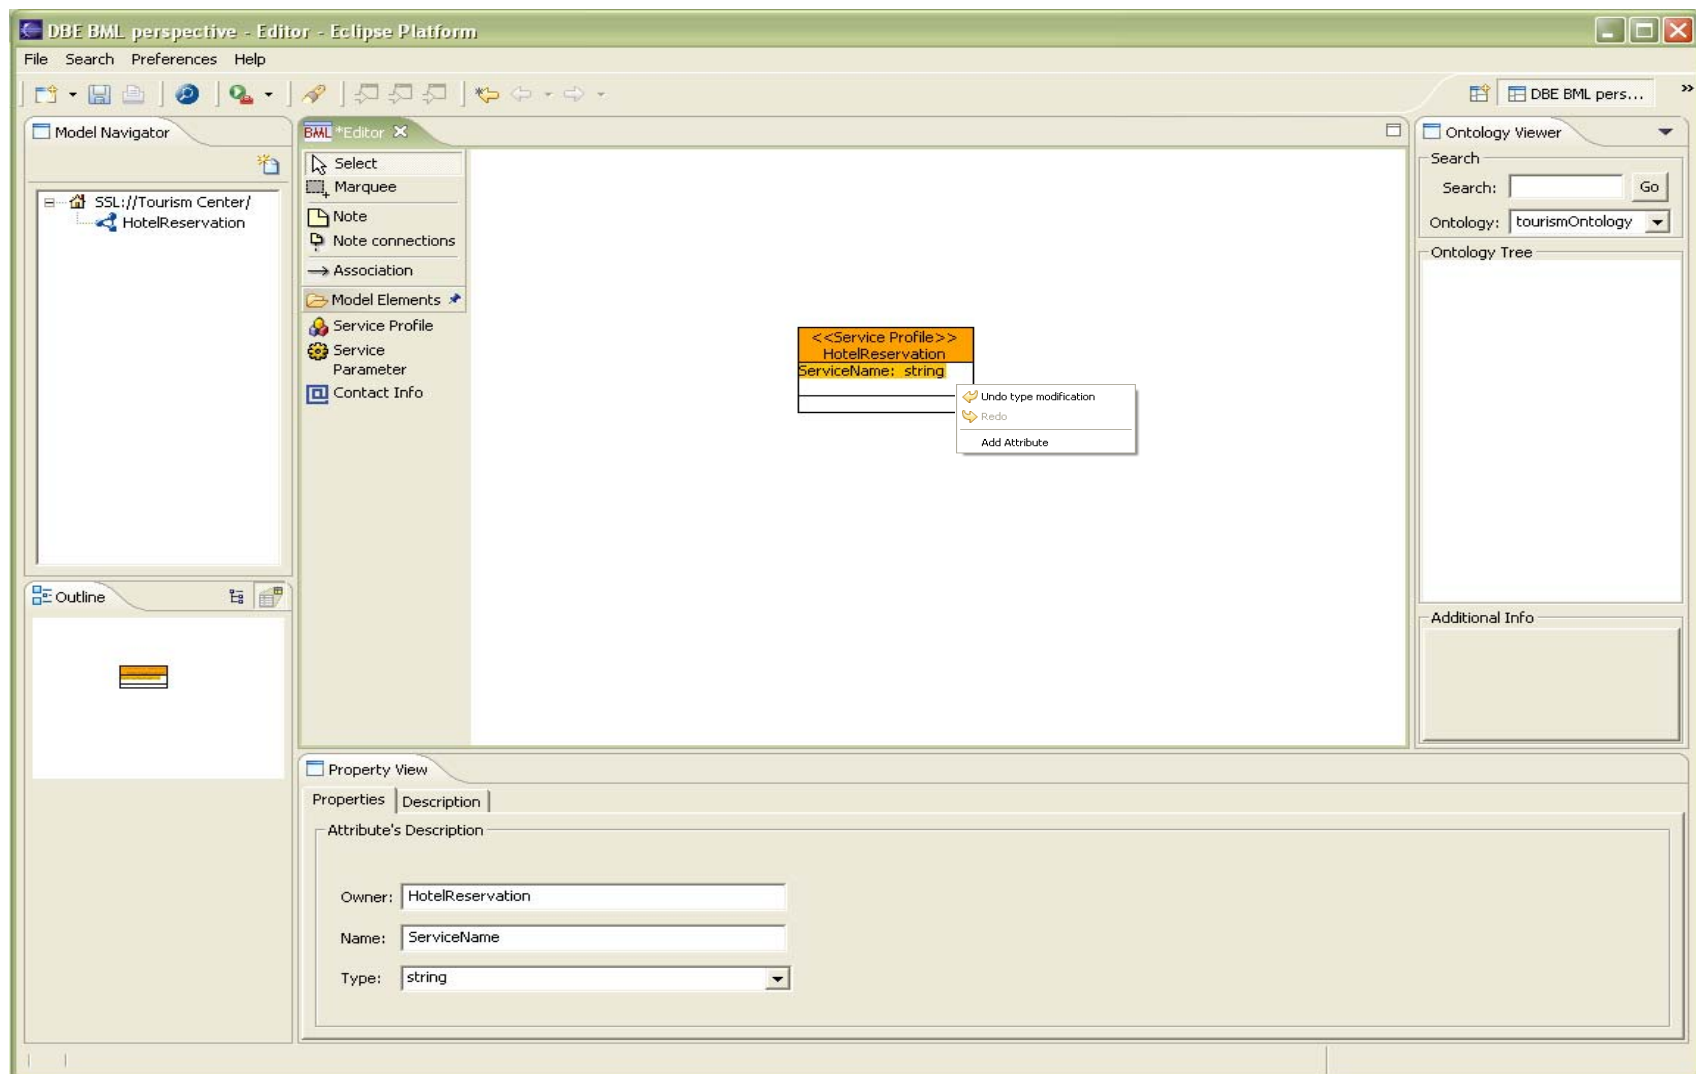 DBE BML perspective - Editor - Eclipse Platform
File Search Preferences Help
DBE BML pers...
Model Navigator
SSL://Tourism Center/
HotelReservation
Outline
BML *Editor
Select
Marquee
Note
Note connections
Association
Model Elements
Service Profile
Service
Parameter
Contact Info
<<Service Profile>>
HotelReservation
ServiceName: string
Undo type modification
Redo
Add Attribute
Ontology Viewer
Search
Search: Go
Ontology: tourismOntology
Ontology Tree
Additional Info
Property View
Properties Description
Attribute's Description
Owner: HotelReservation
Name: ServiceName
Type: string